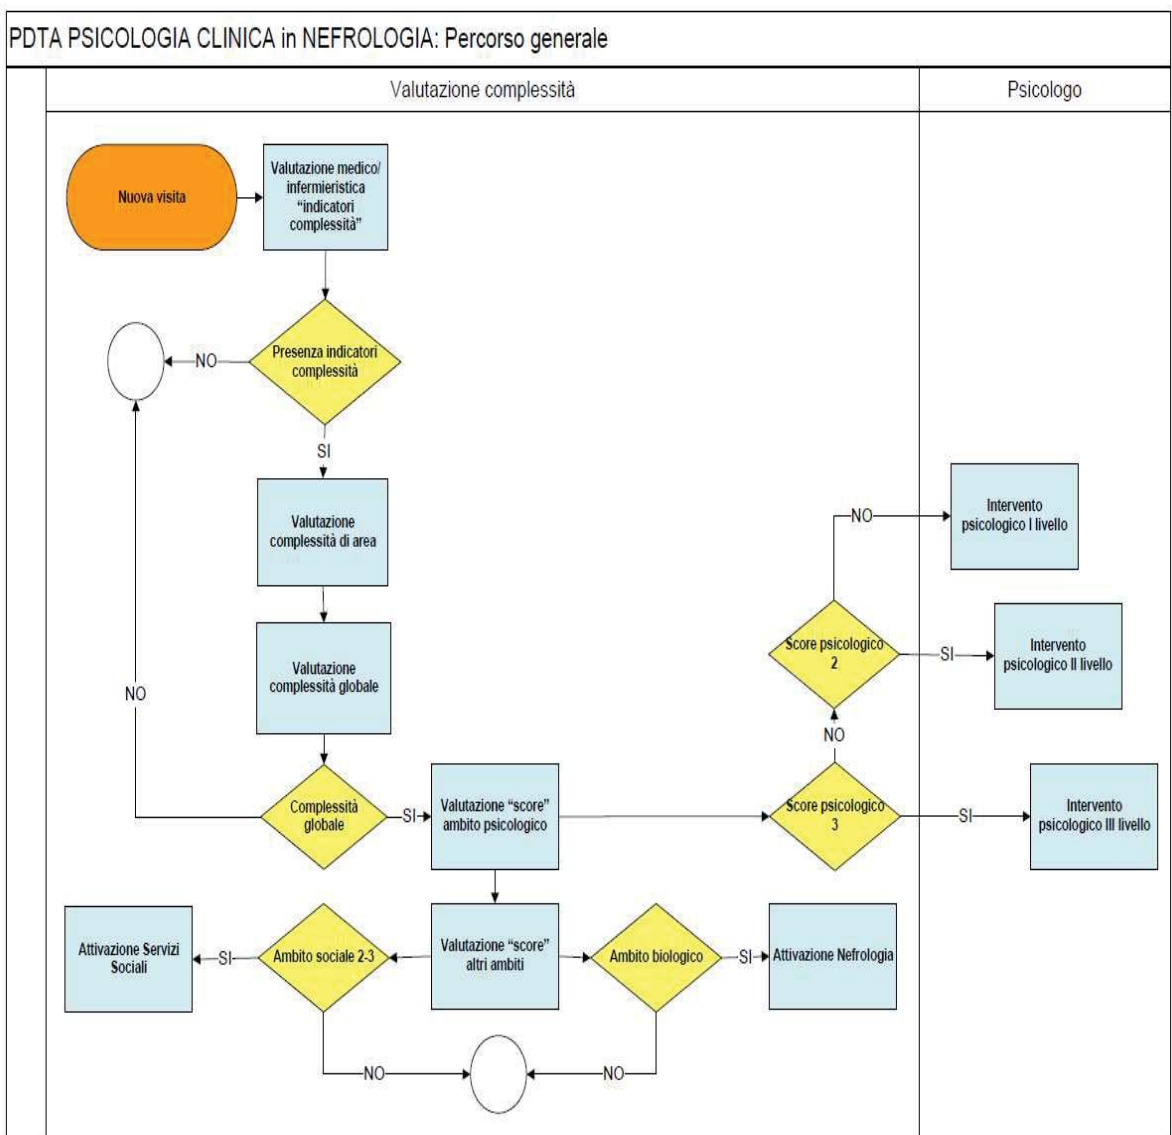 PDTA PSICOLOGIA CLINICA in NEFROLOGIA: Percorso generale
Valutazione complessità
Psicologo
Nuova visita
Valutazione medico/
infermieristica
“indicatori
complessità”
Presenza indicatori
complessità
NO
SI
Valutazione
complessità di area
Valutazione
complessità globale
NO
Complessità
globale
SI
Valutazione “score”
ambito psicologico
Score psicologico
3
SI
Intervento
psicologico III livello
NO
Score psicologico
2
SI
Intervento
psicologico II livello
NO
Intervento
psicologico I livello
Valutazione “score”
altri ambiti
Ambito sociale 2-3
SI
Attivazione Servizi
Sociali
Ambito biologico
SI
Attivazione Nefrologia
NO
NO